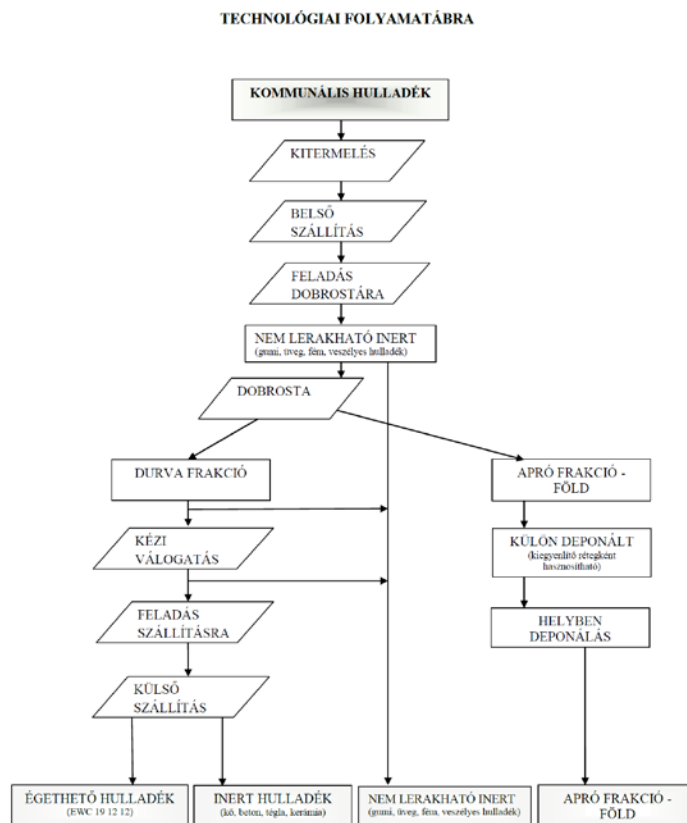 TECHNOLÓGIAI FOLYAMATÁBRA
KOMMUNÁLIS HULLADÉK
KITERMELÉS
BELSŐ
SZÁLLÍTÁS
FELADÁS
DOBROSTÁRA
NEM LERAKHATÓ INERT
(gumi, üveg, fém, veszélyes hulladék)
DOBROSTA
DURVA FRAKCIÓ
APRÓ FRAKCIÓ -
FÖLD
KÉZI
VÁLOGATÁS
KÜLÖN DEPONÁLT
(kiegyenlítő rétegként
hasznosítható)
FELADÁS
SZÁLLÍTÁSRA
HELYBEN
DEPONÁLÁS
KÜLSŐ
SZÁLLÍTÁS
ÉGETHETŐ HULLADÉK
(EWC 19 12 12)
INERT HULLADÉK
(kő, beton, tégla, kerámia)
NEM LERAKHATÓ INERT
(gumi, üveg, fém, veszélyes hulladék)
APRÓ FRAKCIÓ -
FÖLD